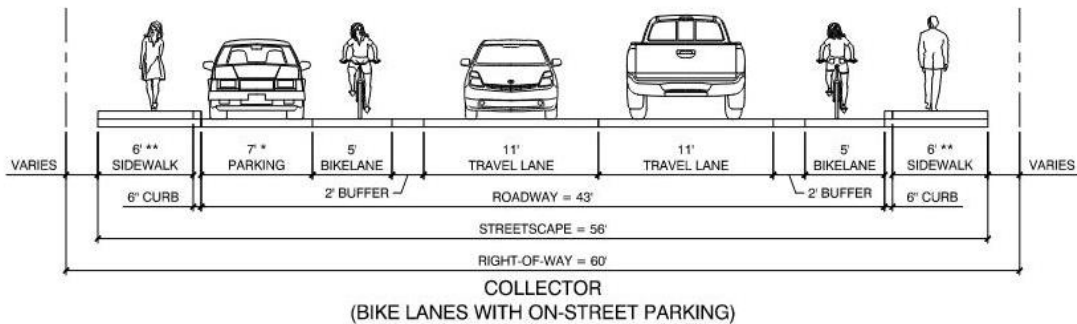 6' ** 7' * 5' 11' 11' 5' 6' **
VARIES SIDEWALK PARKING BIKELANE TRAVEL LANE TRAVEL LANE BIKELANE SIDEWALK VARIES
6" CURB 2' BUFFER ROADWAY = 43' 2' BUFFER 6" CURB
STREETSCAPE = 56'
RIGHT-OF-WAY = 60'
COLLECTOR
(BIKE LANES WITH ON-STREET PARKING)